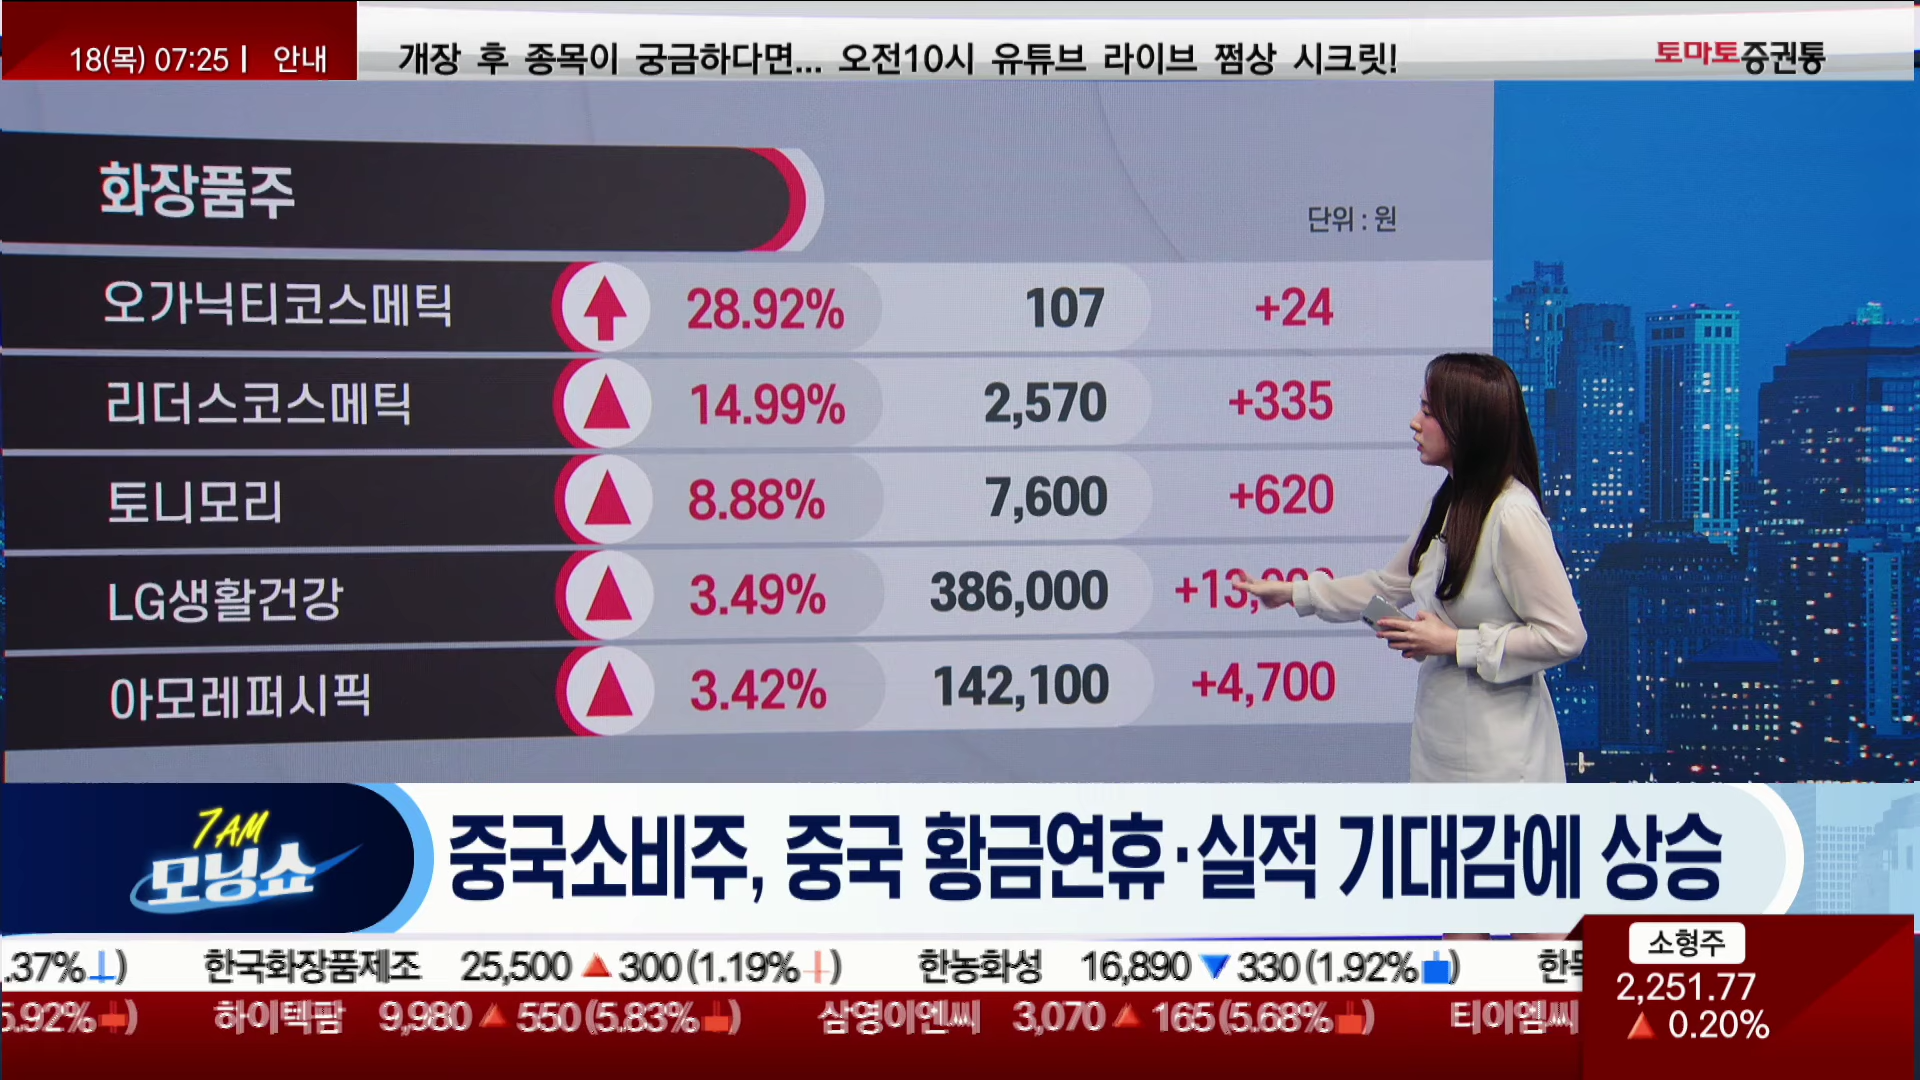 18(목) 07:25 | 안내
개장 후 종목이 궁금하다면... 오전10시 유튜브 라이브 쩜상 시크릿!
토마토증권통
화장품주
단위 : 원
오가닉티코스메틱 28.92% 107 +24
리더스코스메틱 14.99% 2,570 +335
토니모리 8.88% 7,600 +620
LG생활건강 3.49% 386,000
아모레퍼시픽 3.42% 142,100 +4,700
7 AM
모닝쇼
중국소비주, 중국 황금연휴·실적 기대감에 상승
.37%↓) 한국화장품제조 25,500 ▲ 300 (1.19%) 한농화성 16,890 ▼ 330 (1.92%)
5.92%) 하이텍팜 9,980 ▲ 550 (5.83%) 삼영이엔씨 3,070 ▲ 165 (5.68%) 티이엠씨
소형주
2,251.77
▲ 0.20%